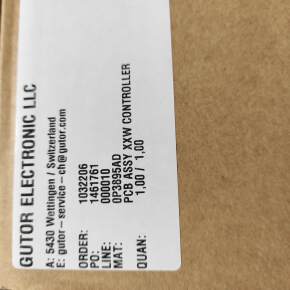 GUTOR ELECTRONIC LLC
A: 5430 Wettingen / Switzerland
E: gutor-service-ch@gutor.com
ORDER: 1032206
PO: 1461761
LINE: 000010
MAT: 0P3895AD
PCB ASSY XXW CONTROLLER
QUAN: 1,00 / 1,00